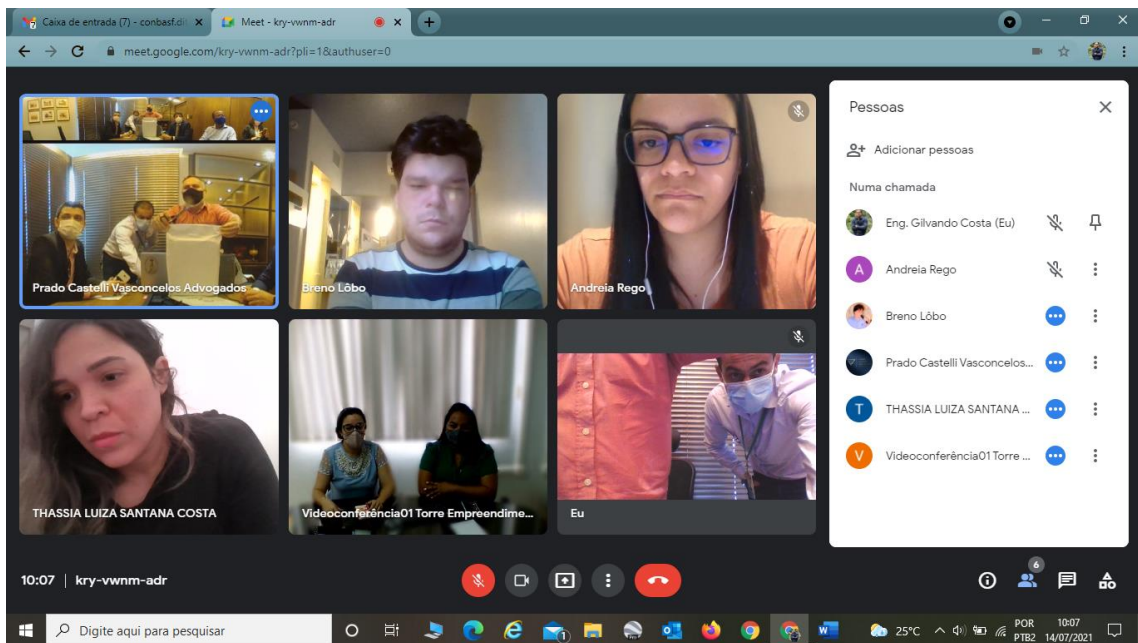 Caixa de entrada (7) - conbasf.di
Meet - kry-vwnm-adr
meet.google.com/kry-vwnm-adr?pli=1&authuser=0
Prado Castelli Vasconcelos Advogados
Breno Lôbo
Andreia Rego
THASSIA LUIZA SANTANA COSTA
Videoconferência01 Torre Empreendime...
Eu
Pessoas
Adicionar pessoas
Numa chamada
Eng. Gilvando Costa (Eu)
A Andreia Rego
Breno Lôbo
Prado Castelli Vasconcelos...
T THASSIA LUIZA SANTANA ...
V Videoconferência01 Torre ...
10:07 | kry-vwnm-adr
6
Digite aqui para pesquisar
1
25°C
POR
PTB2
10:07
14/07/2021